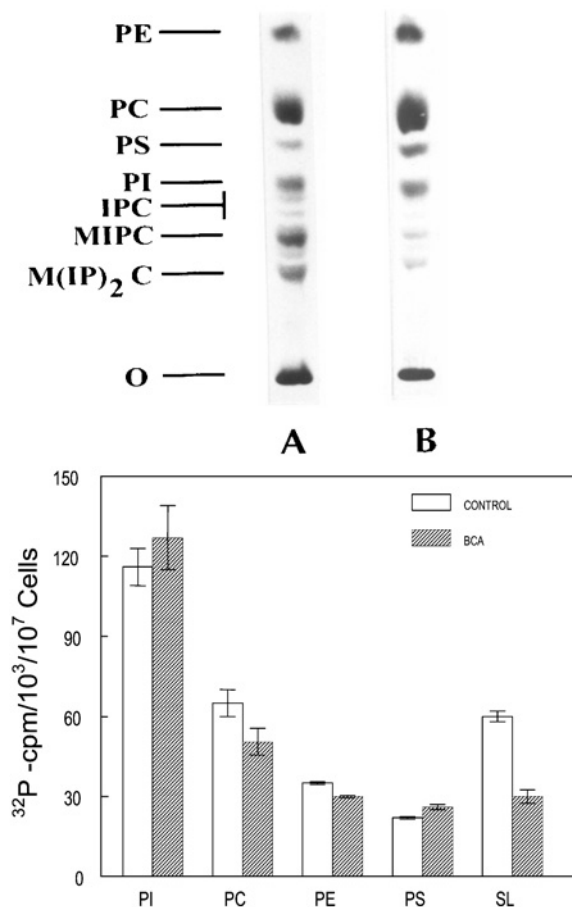 PE
PC
PS
PI
IPC
MIPC
M(IP)₂ C
O
A B
150
120
90
60
30
0
³²P -cpm/10³/10⁷ Cells
CONTROL
BCA
PI PC PE PS SL